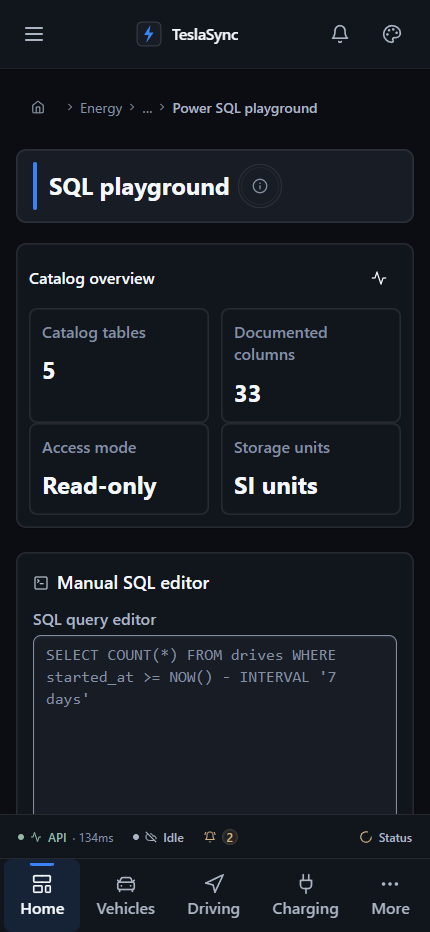 TeslaSync
Energy > ... > Power SQL playground
SQL playground
Catalog overview
Catalog tables
5
Documented
columns
33
Access mode
Read-only
Storage units
SI units
Manual SQL editor
SQL query editor
SELECT COUNT(*) FROM drives WHERE
started_at >= NOW() - INTERVAL '7
days'
API · 134ms
Idle
2
Status
Home
Vehicles
Driving
Charging
More